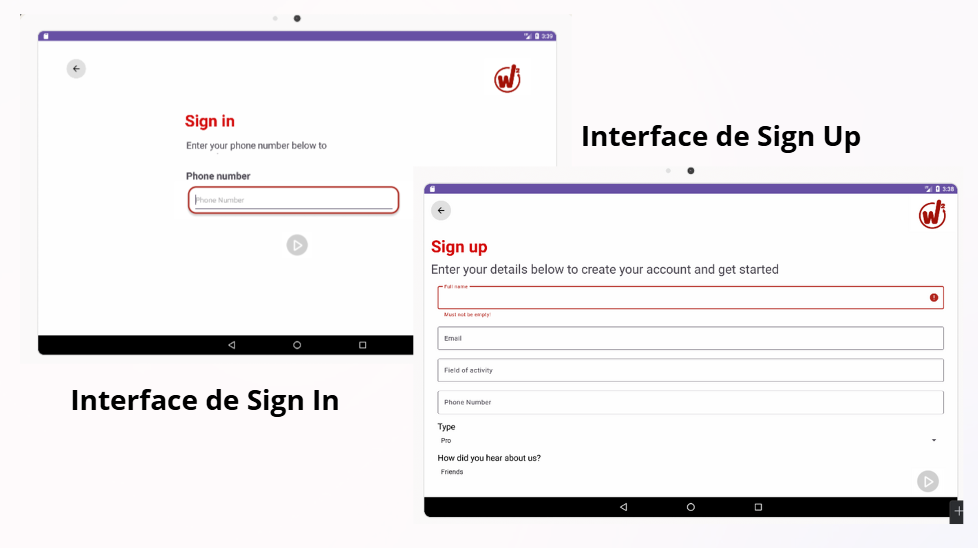 3:39
W2
Sign in
Enter your phone number below to
Phone number
Phone Number
Interface de Sign In
Interface de Sign Up
3:38
W2
Sign up
Enter your details below to create your account and get started
Full name
Must not be empty!
Email
Field of activity
Phone Number
Type
Pro
How did you hear about us?
Friends